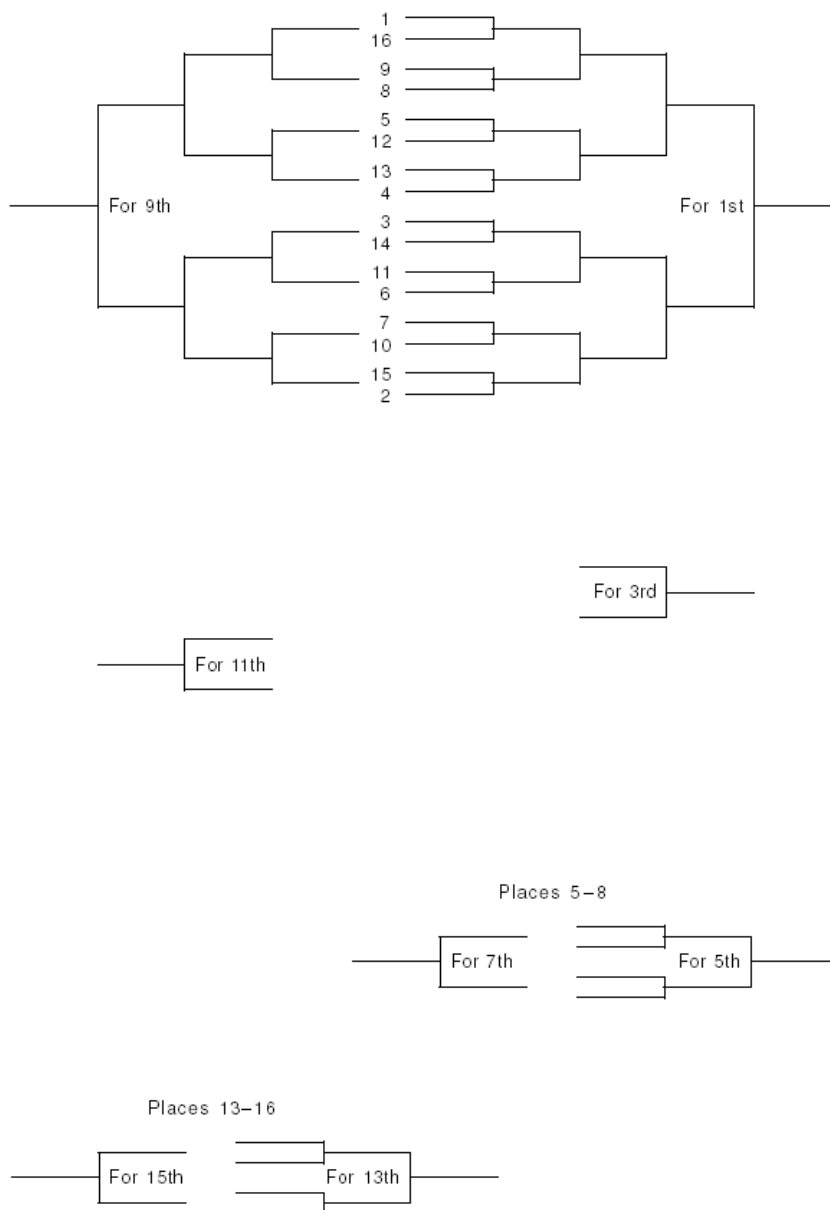 1
16
9
8
5
12
13
4
For 9th
For 1st
3
14
11
6
7
10
15
2
For 3rd
For 11th
Places 5–8
For 7th
For 5th
Places 13–16
For 15th
For 13th